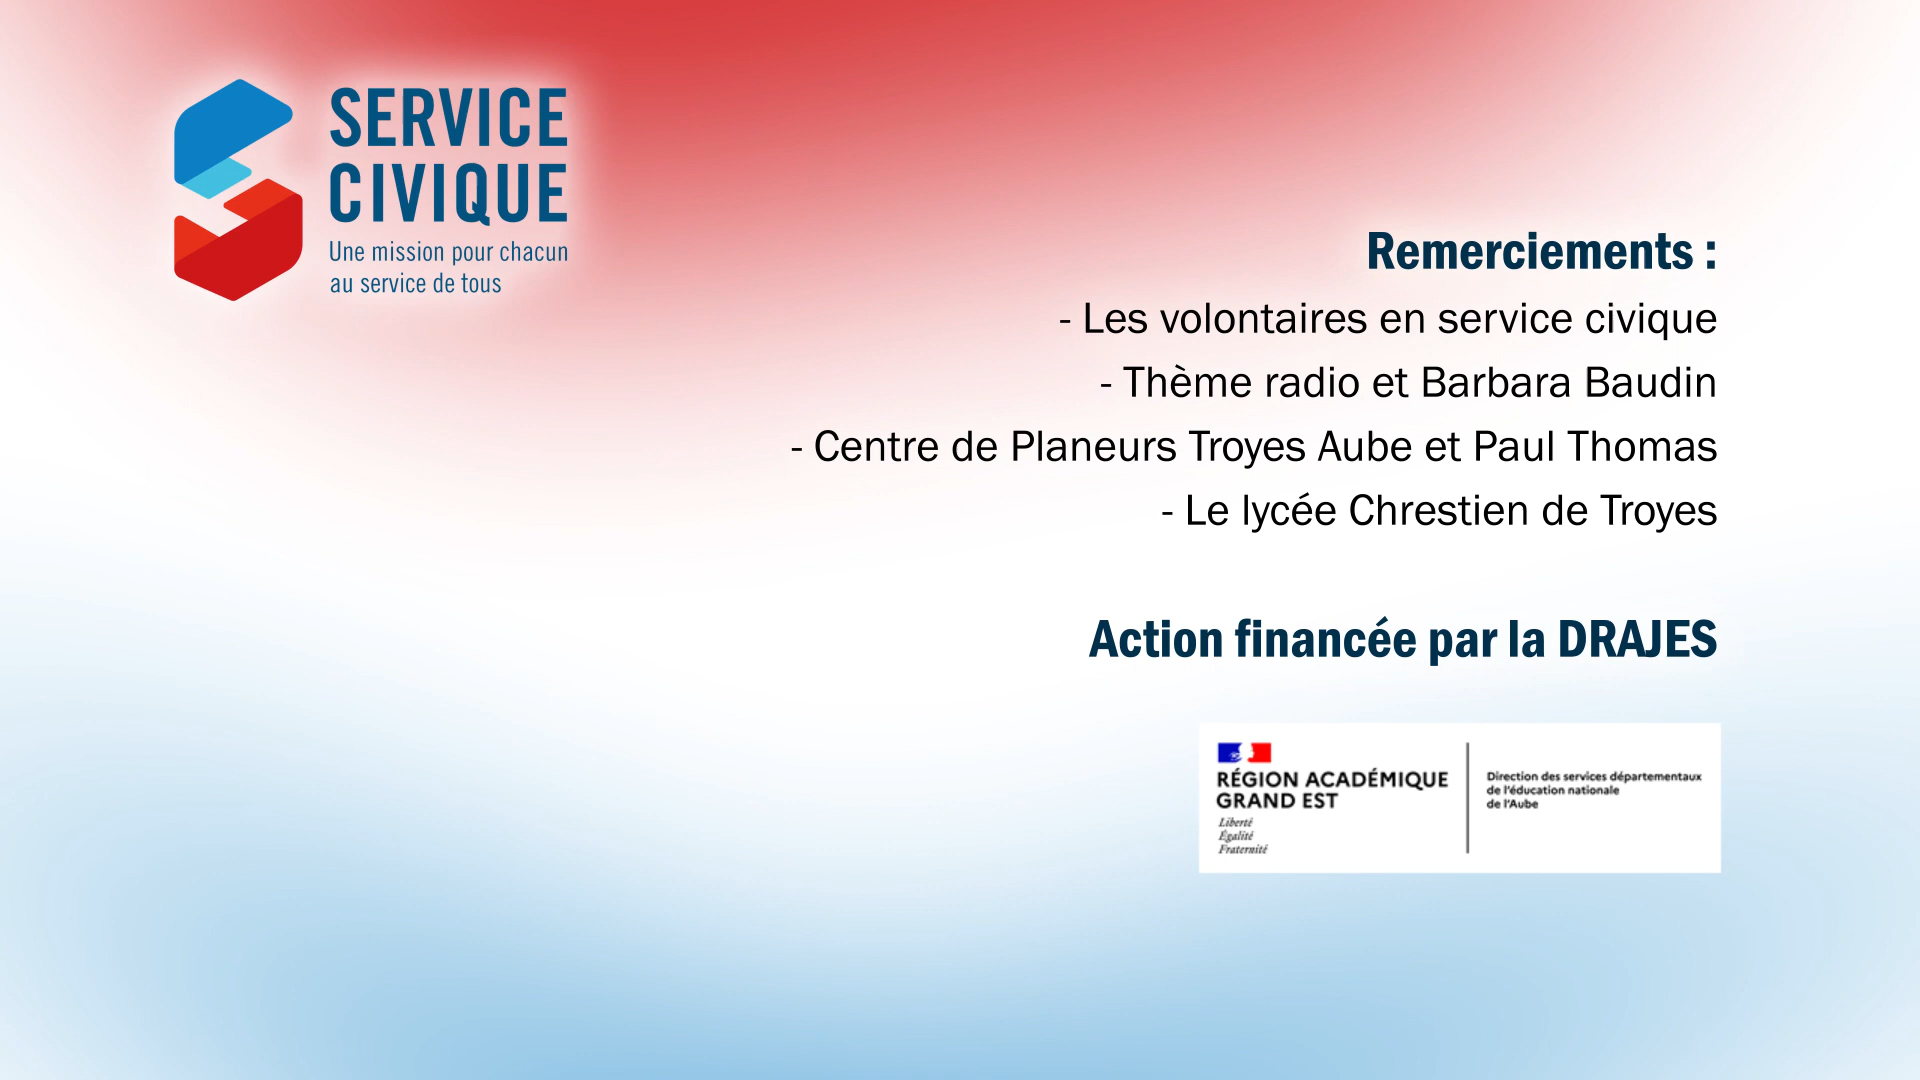 SERVICE
CIVIQUE
Une mission pour chacun
au service de tous
Remerciements :
- Les volontaires en service civique
- Thème radio et Barbara Baudin
- Centre de Planeurs Troyes Aube et Paul Thomas
- Le lycée Chrestien de Troyes
Action financée par la DRAJES
RÉGION ACADÉMIQUE
GRAND EST
Liberté
Égalité
Fraternité
Direction des services départementaux
de l'éducation nationale
de l'Aube